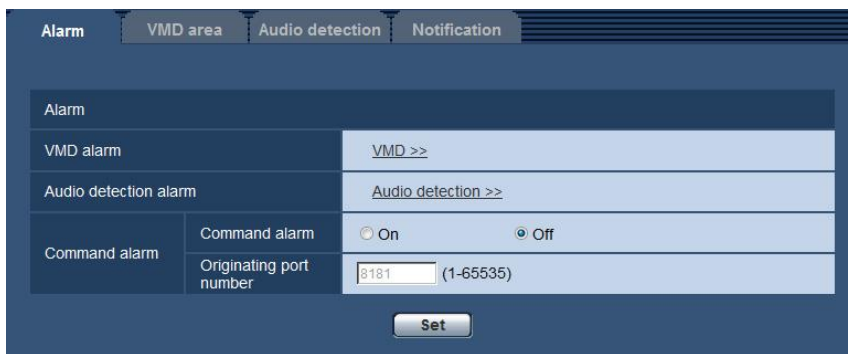 Alarm VMD area Audio detection Notification
Alarm
VMD alarm VMD >>
Audio detection alarm Audio detection >>
Command alarm Command alarm On Off
Originating port number 8181 (1-65535)
Set